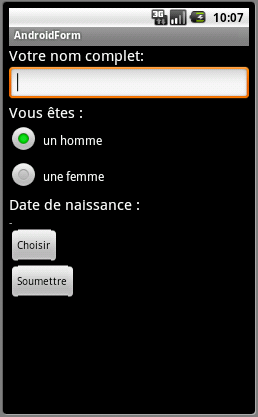 10:07
AndroidForm
Votre nom complet:
Vous êtes :
un homme
une femme
Date de naissance :
-
Choisir
Soumettre